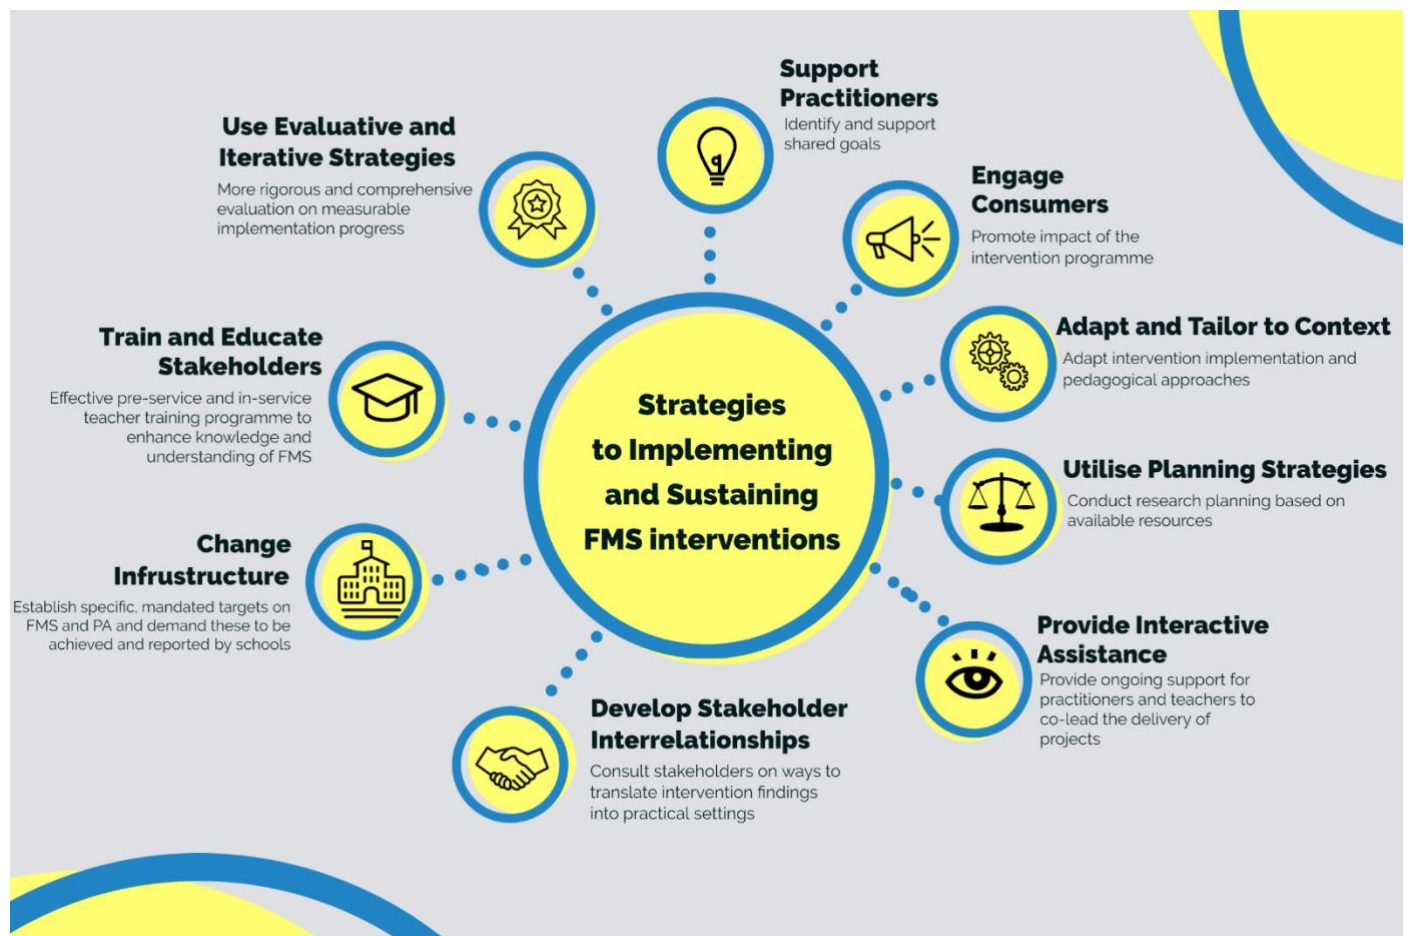 Support
Practitioners
Identify and support
shared goals
Use Evaluative and
Iterative Strategies
More rigorous and comprehensive
evaluation on measurable
implementation progress
Engage
Consumers
Promote impact of the
intervention programme
Adapt and Tailor to Context
Adapt intervention implementation and
pedagogical approaches
Train and Educate
Stakeholders
Effective pre-service and in-service
teacher training programme to
enhance knowledge and
understanding of FMS
Strategies
to Implementing
and Sustaining
FMS interventions
Utilise Planning Strategies
Conduct research planning based on
available resources
Change
Infrustructure
Establish specific, mandated targets on
FMS and PA and demand these to be
achieved and reported by schools
Provide Interactive
Assistance
Provide ongoing support for
practitioners and teachers to
co-lead the delivery of
projects
Develop Stakeholder
Interrelationships
Consult stakeholders on ways to
translate intervention findings
into practical settings